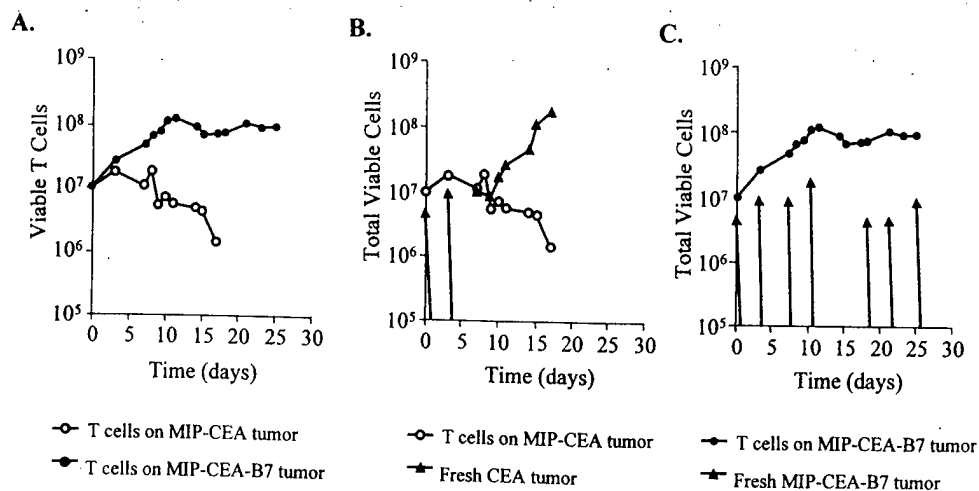 A.
Viable T Cells
10⁹
10⁸
10⁷
10⁶
10⁵
0 5 10 15 20 25 30
Time (days)
T cells on MIP-CEA tumor
T cells on MIP-CEA-B7 tumor
B.
Total Viable Cells
10⁹
10⁸
10⁷
10⁶
10⁵
0 5 10 15 20 25 30
Time (days)
T cells on MIP-CEA tumor
Fresh CEA tumor
C.
Total Viable Cells
10⁹
10⁸
10⁷
10⁶
10⁵
0 5 10 15 20 25 30
Time (days)
T cells on MIP-CEA-B7 tumor
Fresh MIP-CEA-B7 tumor